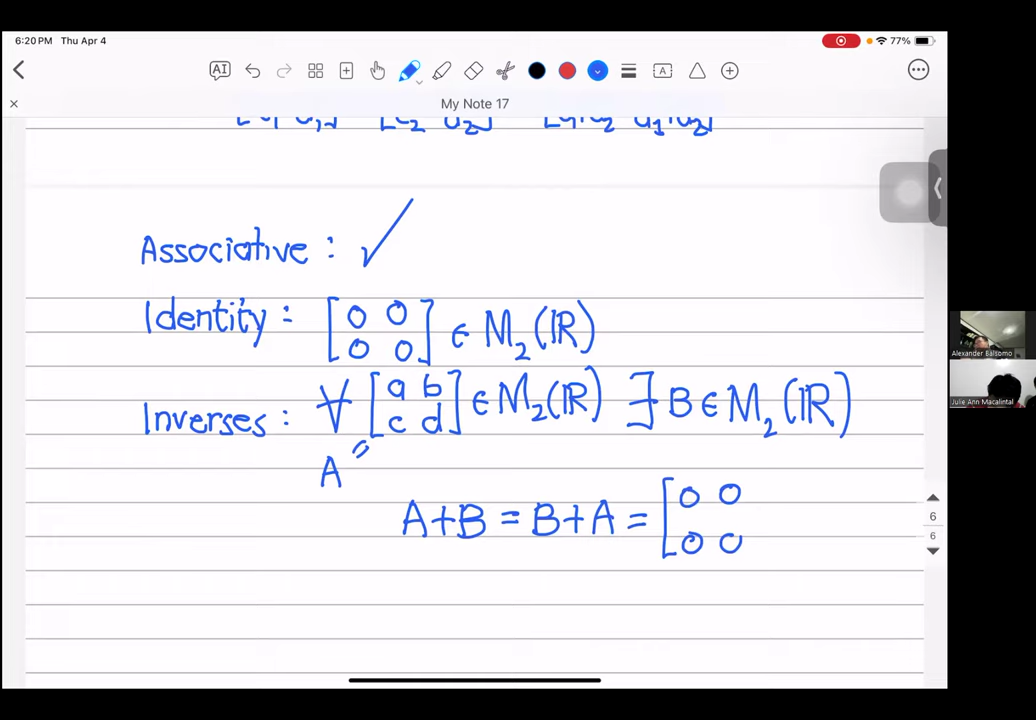 6:20 PM Thu Apr 4
77%
AI
A
My Note 17
Associative : ✓
Identity : [0 0
0 0] ∈ M₂(ℝ)
Inverses : ∀ [a b
c d] ∈ M₂(ℝ) ∃ B ∈ M₂(ℝ)
A =
A+B = B+A = [0 0
0 0
6
6
Alexander Balsomo
Julie Ann Macalintal